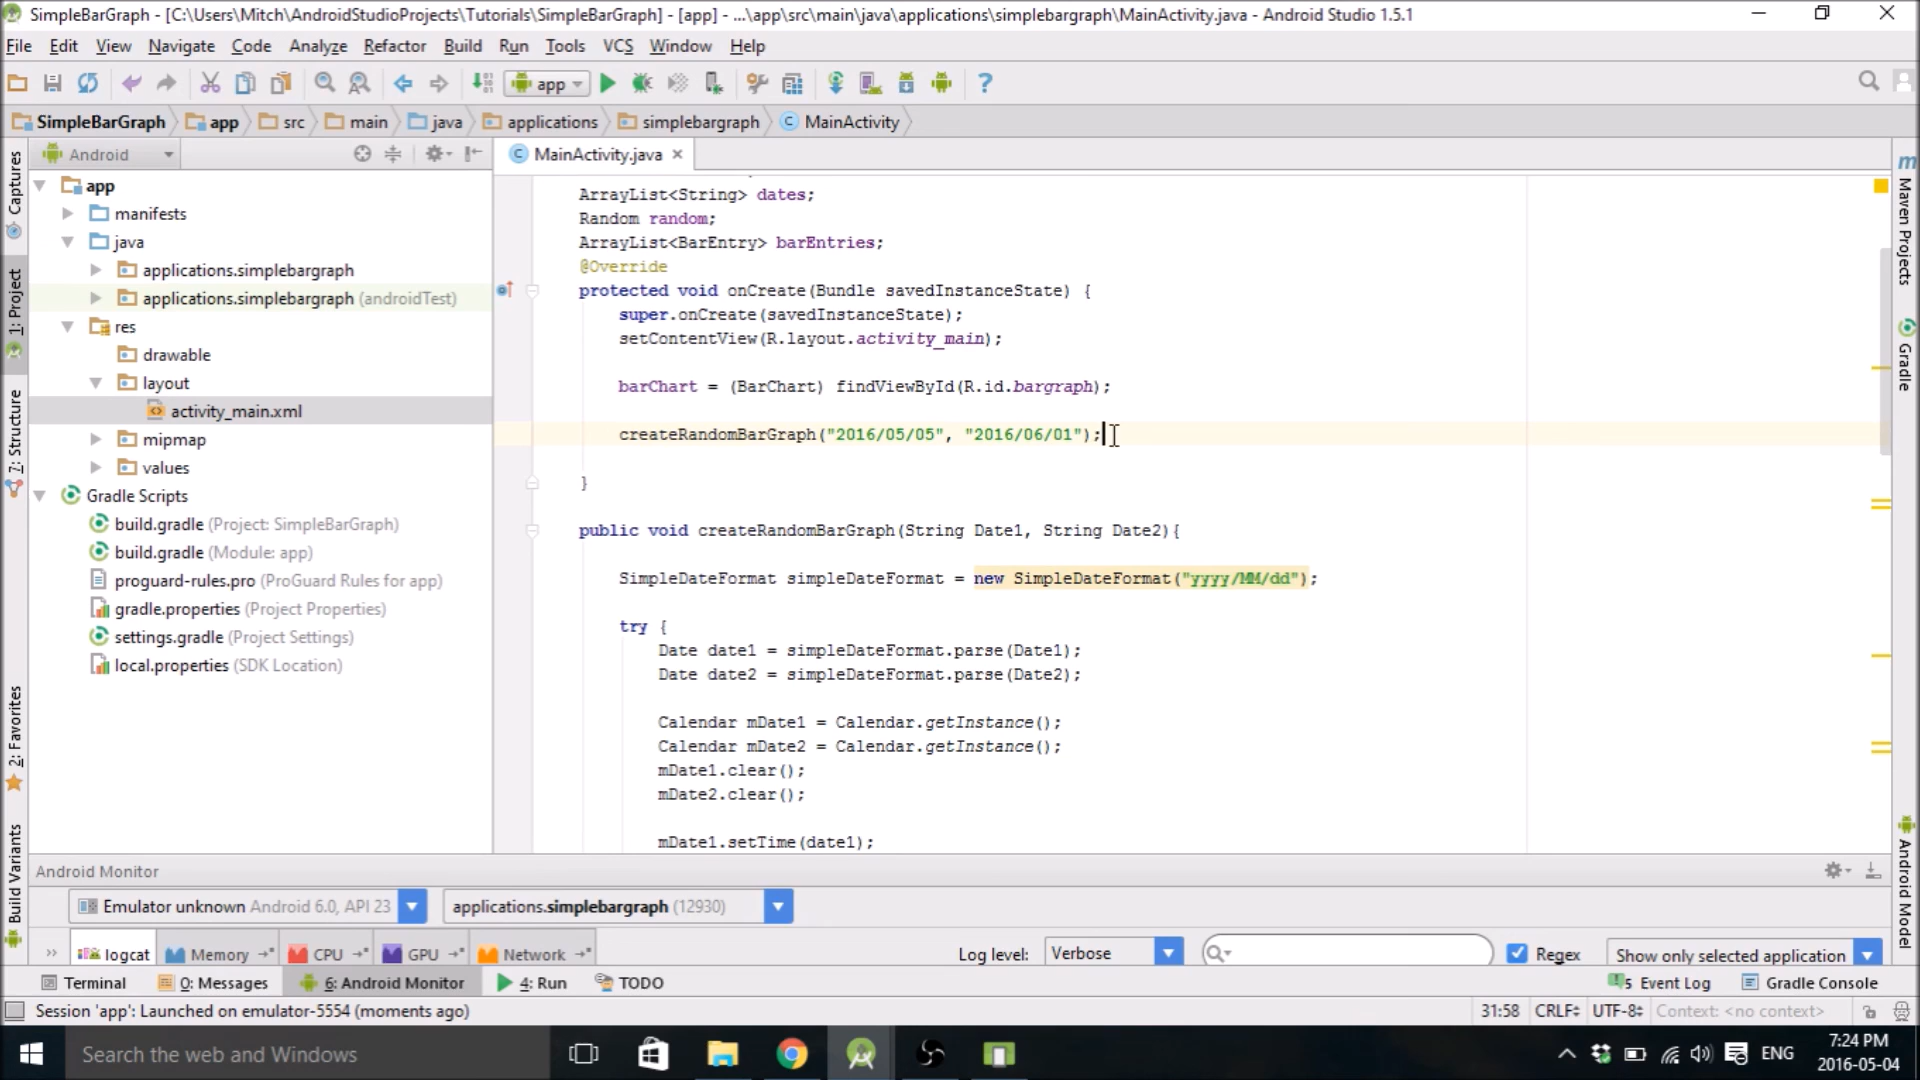 SimpleBarGraph - [C:\Users\Mitch\AndroidStudioProjects\Tutorials\SimpleBarGraph] - [app] - ...\app\src\main\java\applications\simplebargraph\MainActivity.java - Android Studio 1.5.1
File Edit View Navigate Code Analyze Refactor Build Run Tools VCS Window Help
app
SimpleBarGraph app src main java applications simplebargraph MainActivity
Android
MainActivity.java
app
manifests
java
applications.simplebargraph
applications.simplebargraph (androidTest)
res
drawable
layout
activity_main.xml
mipmap
values
Gradle Scripts
build.gradle (Project: SimpleBarGraph)
build.gradle (Module: app)
proguard-rules.pro (ProGuard Rules for app)
gradle.properties (Project Properties)
settings.gradle (Project Settings)
local.properties (SDK Location)
Captures
1: Project
7: Structure
2: Favorites
Build Variants
ArrayList<String> dates;
Random random;
ArrayList<BarEntry> barEntries;
@Override
protected void onCreate(Bundle savedInstanceState) {
super.onCreate(savedInstanceState);
setContentView(R.layout.activity_main);
barChart = (BarChart) findViewById(R.id.bargraph);
createRandomBarGraph("2016/05/05", "2016/06/01");
}
public void createRandomBarGraph(String Date1, String Date2){
SimpleDateFormat simpleDateFormat = new SimpleDateFormat("yyyy/MM/dd");
try {
Date date1 = simpleDateFormat.parse(Date1);
Date date2 = simpleDateFormat.parse(Date2);
Calendar mDate1 = Calendar.getInstance();
Calendar mDate2 = Calendar.getInstance();
mDate1.clear();
mDate2.clear();
mDate1.setTime(date1);
Maven Projects
Gradle
Android Model
Android Monitor
Emulator unknown Android 6.0, API 23
applications.simplebargraph (12930)
logcat Memory CPU GPU Network
Log level: Verbose Regex Show only selected application
Terminal 0: Messages 6: Android Monitor 4: Run TODO 5 Event Log Gradle Console
Session 'app': Launched on emulator-5554 (moments ago)
31:58 CRLF UTF-8 Context: <no context>
Search the web and Windows
ENG
7:24 PM
2016-05-04